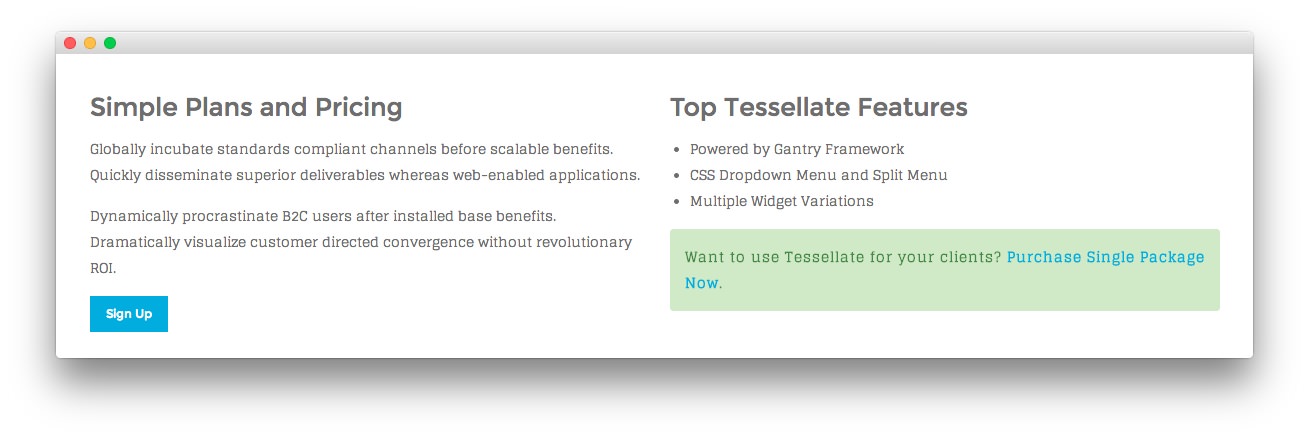 Simple Plans and Pricing
Globally incubate standards compliant channels before scalable benefits.
Quickly disseminate superior deliverables whereas web-enabled applications.
Dynamically procrastinate B2C users after installed base benefits.
Dramatically visualize customer directed convergence without revolutionary
ROI.
Sign Up
Top Tessellate Features
• Powered by Gantry Framework
• CSS Dropdown Menu and Split Menu
• Multiple Widget Variations
Want to use Tessellate for your clients? Purchase Single Package
Now.